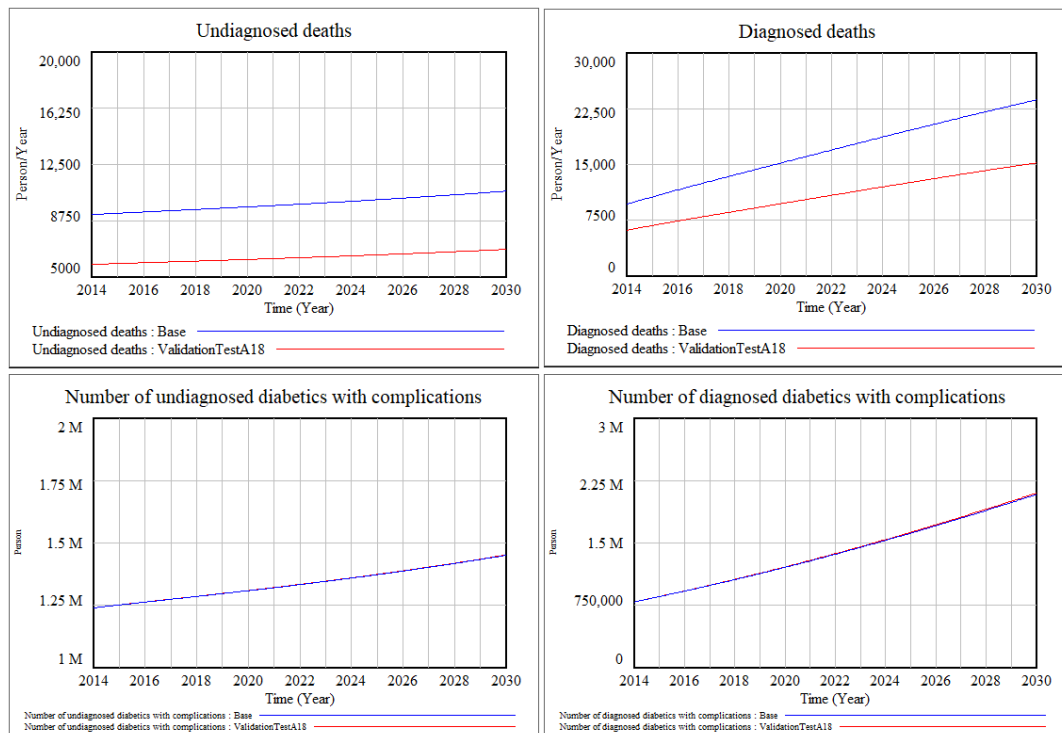 Undiagnosed deaths
20,000
16,250
12,500
8750
5000
Person/Year
2014 2016 2018 2020 2022 2024 2026 2028 2030
Time (Year)
Undiagnosed deaths : Base
Undiagnosed deaths : ValidationTestA18
Diagnosed deaths
30,000
22,500
15,000
7500
0
Person/Year
2014 2016 2018 2020 2022 2024 2026 2028 2030
Time (Year)
Diagnosed deaths : Base
Diagnosed deaths : ValidationTestA18
Number of undiagnosed diabetics with complications
2 M
1.75 M
1.5 M
1.25 M
1 M
Person
2014 2016 2018 2020 2022 2024 2026 2028 2030
Time (Year)
Number of undiagnosed diabetics with complications : Base
Number of undiagnosed diabetics with complications : ValidationTestA18
Number of diagnosed diabetics with complications
3 M
2.25 M
1.5 M
750,000
0
Person
2014 2016 2018 2020 2022 2024 2026 2028 2030
Time (Year)
Number of diagnosed diabetics with complications : Base
Number of diagnosed diabetics with complications : ValidationTestA18